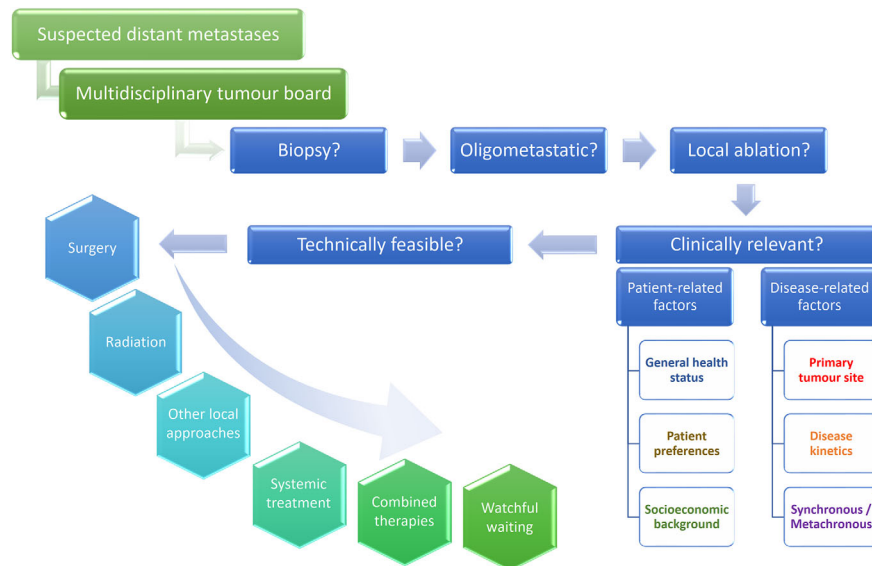 Suspected distant metastases
Multidisciplinary tumour board
Biopsy?
Oligometastatic?
Local ablation?
Surgery
Technically feasible?
Clinically relevant?
Patient-related
factors
Disease-related
factors
Radiation
General health
status
Primary
tumour site
Other local
approaches
Patient
preferences
Disease
kinetics
Systemic
treatment
Combined
therapies
Watchful
waiting
Socioeconomic
background
Synchronous /
Metachronous